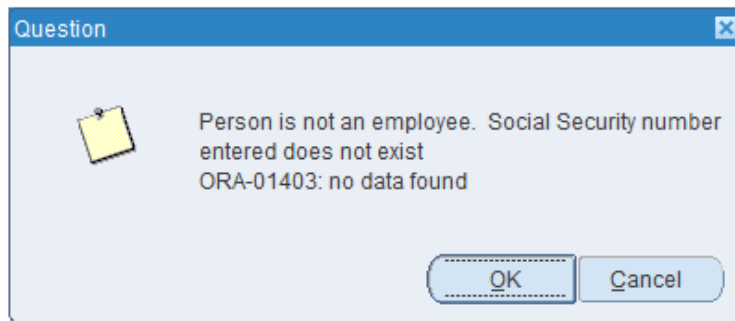 Question
Person is not an employee.  Social Security number
entered does not exist
ORA-01403: no data found
OK
Cancel